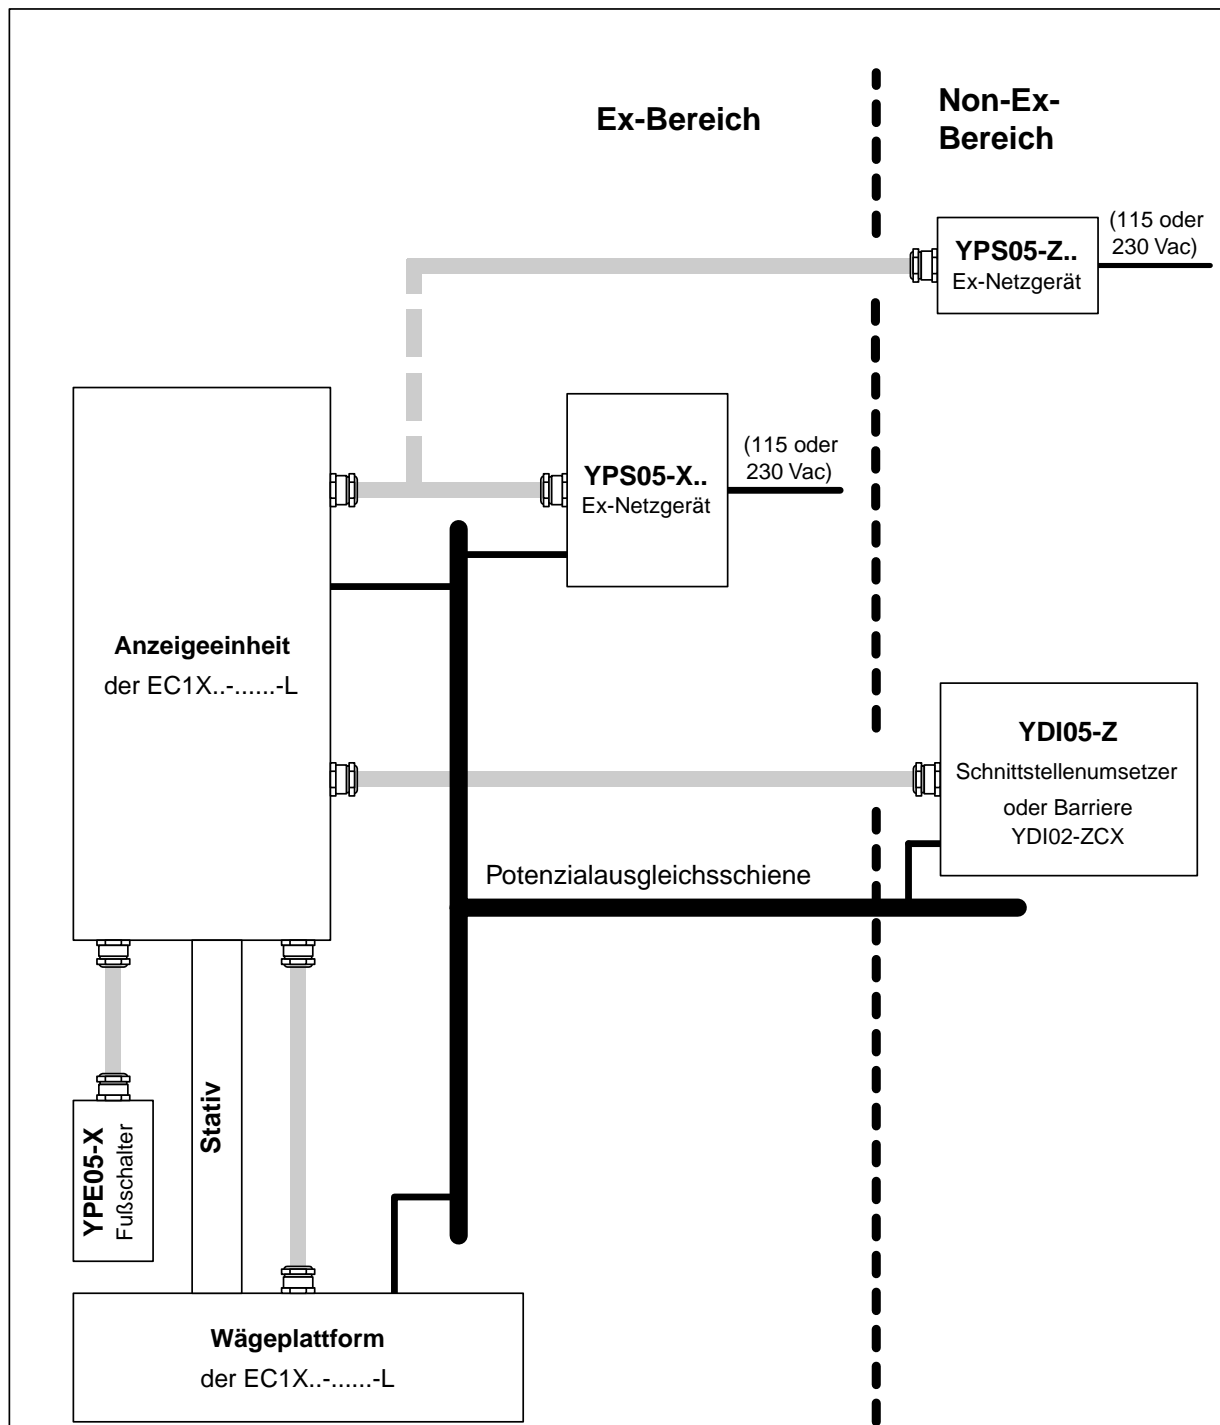 Ex-Bereich
Non-Ex-
Bereich
(115 oder
230 Vac)
YPS05-Z..
Ex-Netzgerät
(115 oder
230 Vac)
YPS05-X..
Ex-Netzgerät
Anzeigeeinheit
der EC1X..-......-L
YDI05-Z
Schnittstellenumsetzer
oder Barriere
YDI02-ZCX
Potenzialausgleichsschiene
Stativ
YPE05-X
Fußschalter
Wägeplattform
der EC1X..-......-L